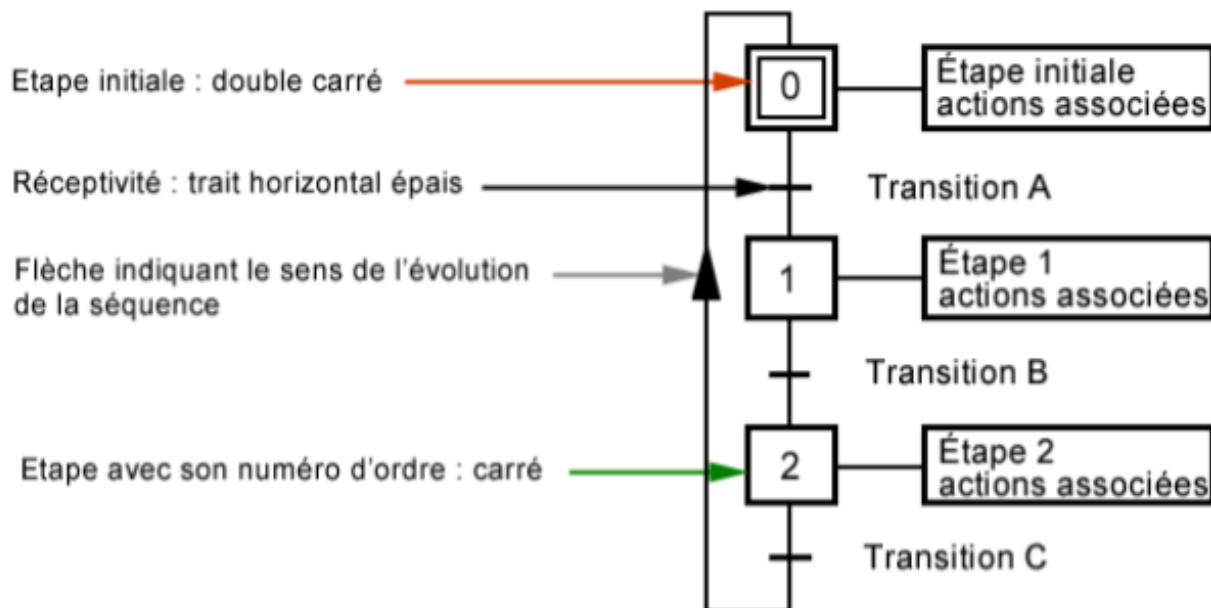 Etape initiale : double carré
0
Étape initiale
actions associées
Réceptivité : trait horizontal épais
Transition A
Flèche indiquant le sens de l'évolution
de la séquence
1
Étape 1
actions associées
Transition B
Etape avec son numéro d'ordre : carré
2
Étape 2
actions associées
Transition C